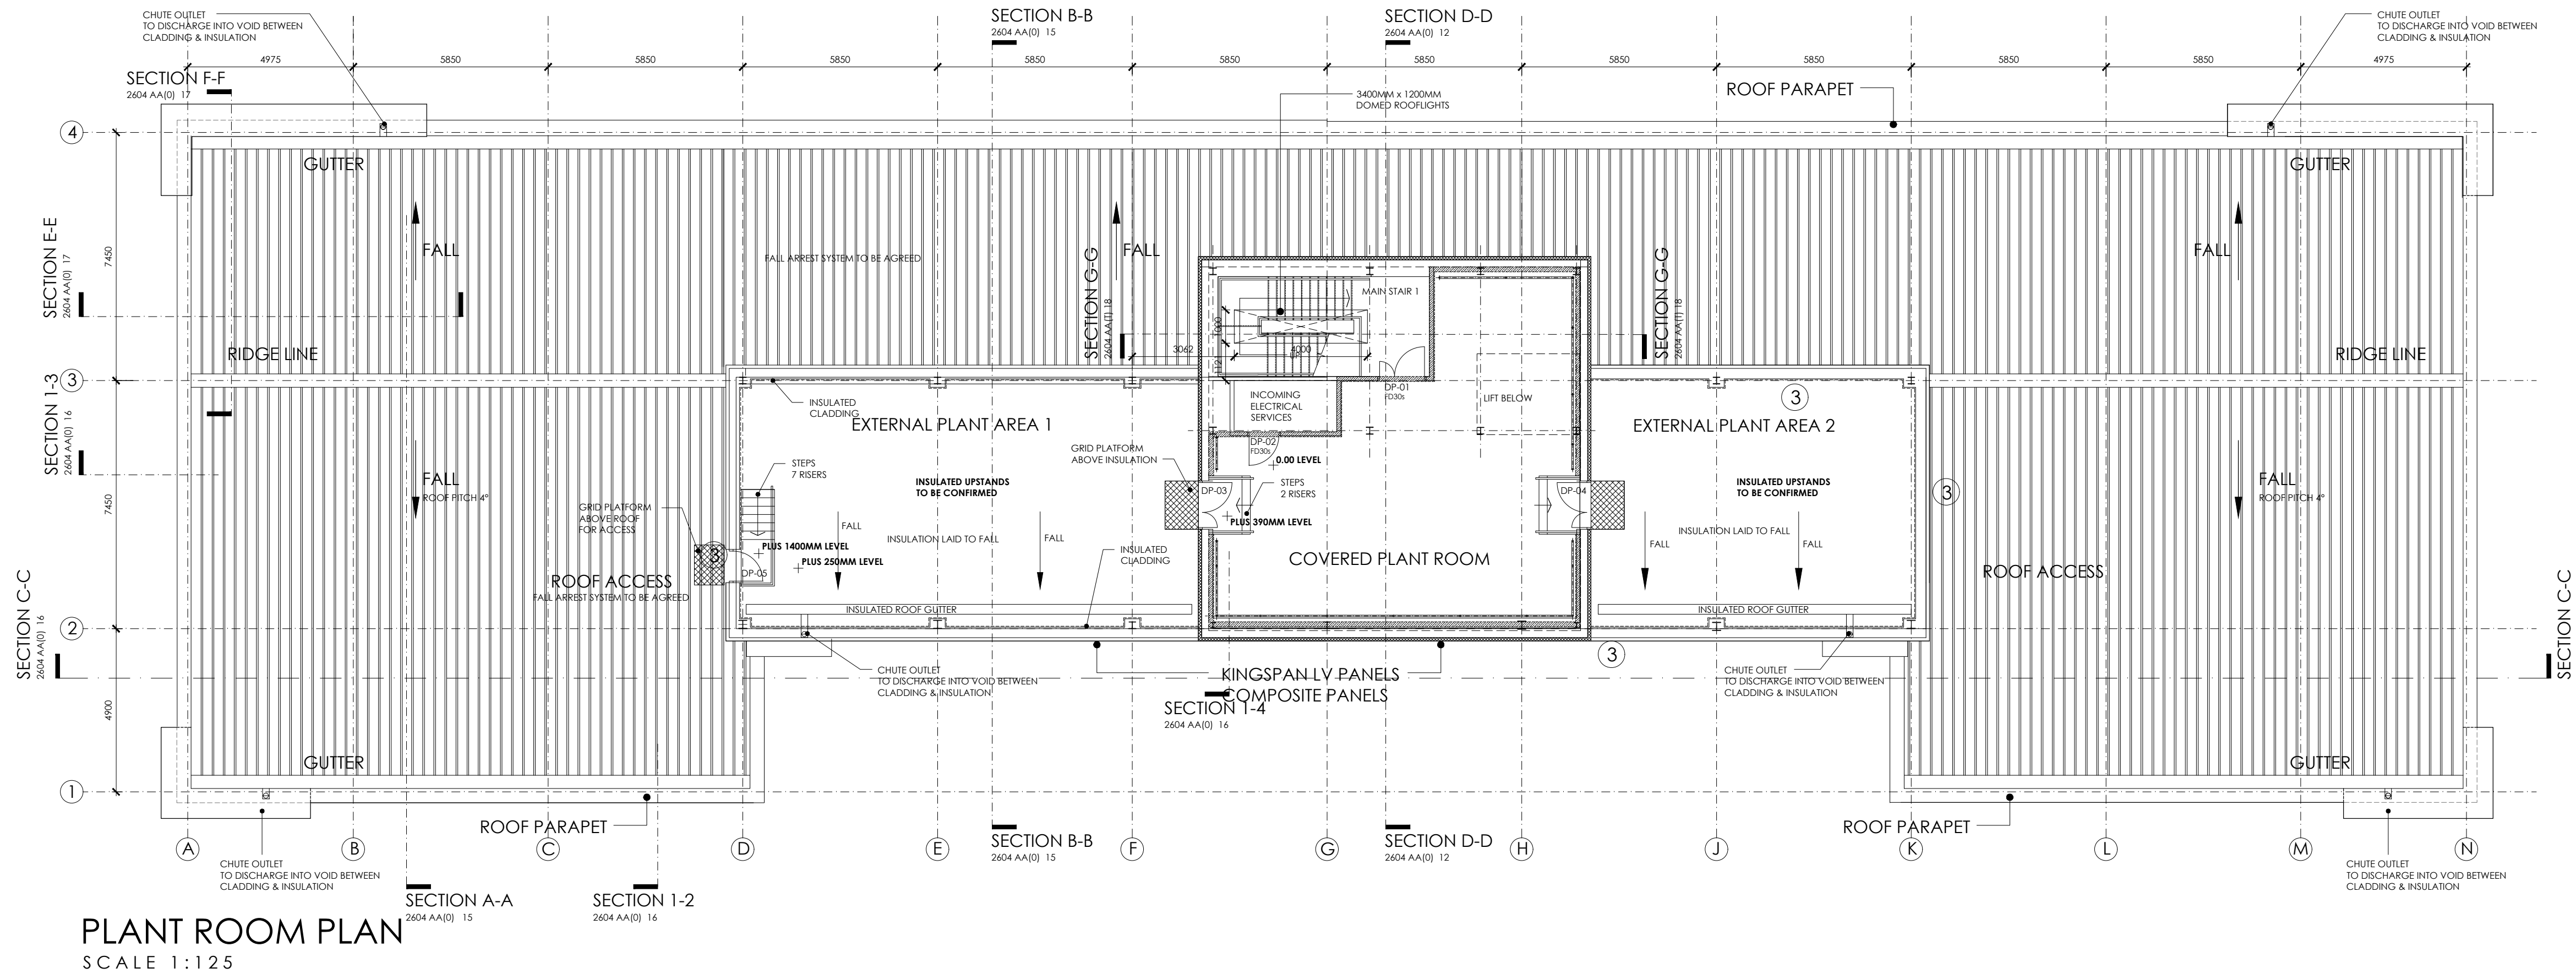 CHUTE OUTLET
TO DISCHARGE INTO VOID BETWEEN
CLADDING & INSULATION
SECTION B-B
2604 AA(0) 15
SECTION D-D
2604 AA(0) 12
CHUTE OUTLET
TO DISCHARGE INTO VOID BETWEEN
CLADDING & INSULATION
4975
5850
5850
5850
5850
5850
5850
5850
5850
5850
5850
4975
SECTION F-F
2604 AA(0) 17
3400MM x 1200MM
DOMED ROOFLIGHTS
ROOF PARAPET
4
GUTTER
GUTTER
SECTION E-E
2604 AA(0) 17
7450
FALL
FALL ARREST SYSTEM TO BE AGREED
SECTION G-G
2604 AA(T) 18
FALL
MAIN STAIR 1
SECTION G-G
2604 AA(T) 18
FALL
RIDGE LINE
3062
4000
RIDGE LINE
SECTION 1-3
2604 AA(0) 16
3
DP-01
FD30s
INSULATED
CLADDING
INCOMING
ELECTRICAL
SERVICES
LIFT BELOW
3
EXTERNAL PLANT AREA 1
EXTERNAL PLANT AREA 2
GRID PLATFORM
ABOVE INSULATION
DP-02
FD30s
0.00 LEVEL
7450
FALL
ROOF PITCH 4°
STEPS
7 RISERS
INSULATED UPSTANDS
TO BE CONFIRMED
DP-03
STEPS
2 RISERS
DP-04
INSULATED UPSTANDS
TO BE CONFIRMED
3
FALL
ROOF PITCH 4°
GRID PLATFORM
ABOVE ROOF
FOR ACCESS
PLUS 390MM LEVEL
FALL
INSULATION LAID TO FALL
FALL
FALL
INSULATION LAID TO FALL
FALL
3
PLUS 1400MM LEVEL
PLUS 250MM LEVEL
DP-05
INSULATED
CLADDING
COVERED PLANT ROOM
ROOF ACCESS
FALL ARREST SYSTEM TO BE AGREED
ROOF ACCESS
INSULATED ROOF GUTTER
INSULATED ROOF GUTTER
SECTION C-C
2604 AA(0) 16
2
SECTION C-C
3
CHUTE OUTLET
TO DISCHARGE INTO VOID BETWEEN
CLADDING & INSULATION
KINGSPAN LV PANELS
COMPOSITE PANELS
CHUTE OUTLET
TO DISCHARGE INTO VOID BETWEEN
CLADDING & INSULATION
4900
SECTION 1-4
2604 AA(0) 16
GUTTER
GUTTER
1
ROOF PARAPET
ROOF PARAPET
SECTION B-B
2604 AA(0) 15
SECTION D-D
2604 AA(0) 12
A
B
C
D
E
F
G
H
J
K
L
M
N
CHUTE OUTLET
TO DISCHARGE INTO VOID BETWEEN
CLADDING & INSULATION
CHUTE OUTLET
TO DISCHARGE INTO VOID BETWEEN
CLADDING & INSULATION
SECTION A-A
2604 AA(0) 15
SECTION 1-2
2604 AA(0) 16
PLANT ROOM PLAN
SCALE 1:125